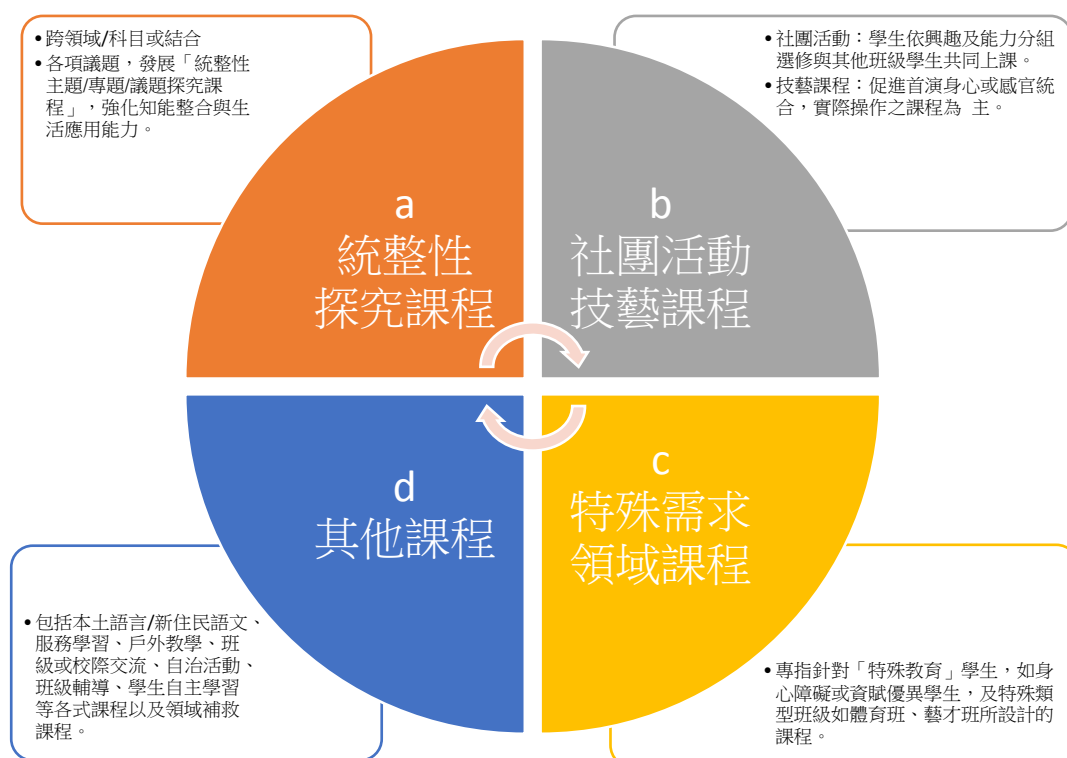 •跨領域/科目或結合
•各項議題，發展「統整性
主題/專題/議題探究課
程」，強化知能整合與生
活應用能力。
•社團活動：學生依興趣及能力分組
選修與其他班級學生共同上課。
•技藝課程：促進首演身心或感官統
合，實際操作之課程為 主。
a
統整性
探究課程
b
社團活動
技藝課程
d
其他課程
c
特殊需求
領域課程
•包括本土語言/新住民語文、
服務學習、戶外教學、班
級或校際交流、自治活動、
班級輔導、學生自主學習
等各式課程以及領域補救
課程。
•專指針對「特殊教育」學生，如身
心障礙或資賦優異學生，及特殊類
型班級如體育班、藝才班所設計的
課程。